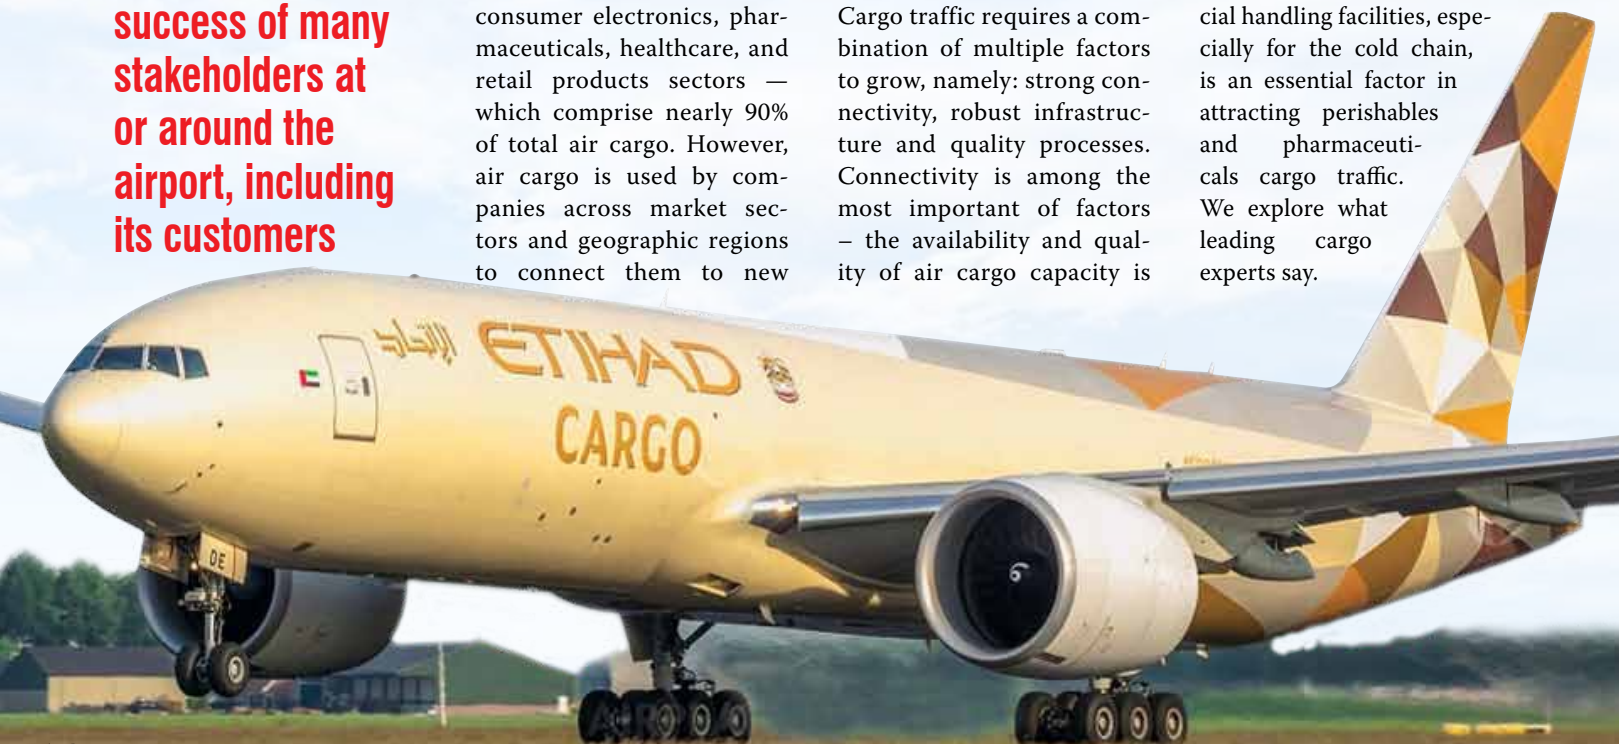 success of many
stakeholders at
or around the
airport, including
its customers
consumer electronics, phar-
maceuticals, healthcare, and
retail products sectors —
which comprise nearly 90%
of total air cargo. However,
air cargo is used by com-
panies across market sec-
tors and geographic regions
to connect them to new
Cargo traffic requires a com-
bination of multiple factors
to grow, namely: strong con-
nectivity, robust infrastruc-
ture and quality processes.
Connectivity is among the
most important of factors
– the availability and qual-
ity of air cargo capacity is
cial handling facilities, espe-
cially for the cold chain,
is an essential factor in
attracting perishables
and pharmaceuti-
cals cargo traffic.
We explore what
leading cargo
experts say.
الإتحاد
ETIHAD
CARGO
DE